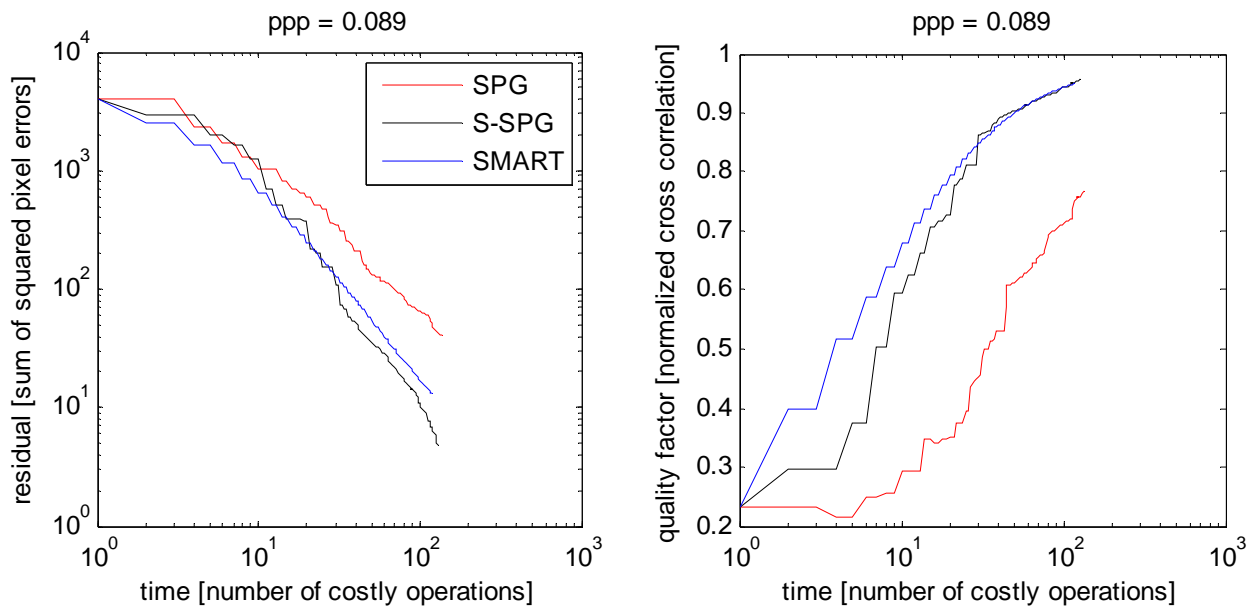 ppp = 0.089
residual [sum of squared pixel errors]
10^4
10^3
10^2
10^1
10^0
SPG
S-SPG
SMART
10^0 10^1 10^2 10^3
time [number of costly operations]
ppp = 0.089
quality factor [normalized cross correlation]
1
0.9
0.8
0.7
0.6
0.5
0.4
0.3
0.2
10^0 10^1 10^2 10^3
time [number of costly operations]